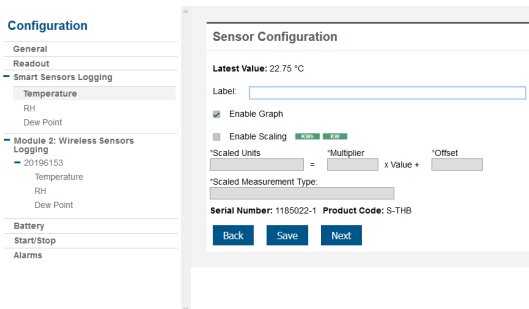 Configuration
General
Readout
Smart Sensors Logging
Temperature
RH
Dew Point
Module 2: Wireless Sensors
Logging
20196153
Temperature
RH
Dew Point
Battery
Start/Stop
Alarms
Sensor Configuration
Latest Value: 22.75 °C
Label:
Enable Graph
Enable Scaling KWh KW
*Scaled Units *Multiplier *Offset
= x Value +
*Scaled Measurement Type:
Serial Number: 1185022-1 Product Code: S-THB
Back Save Next